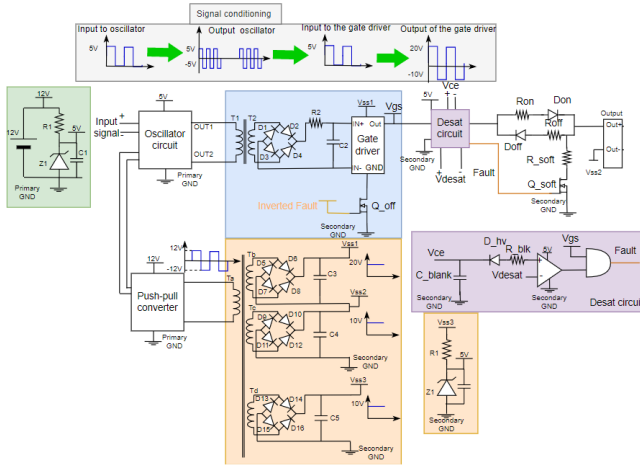 Signal conditioning
Input to oscillator
Output oscillator
Input to the gate driver
Output of the gate driver
5V
5V
-5V
5V
20V
-10V
12V
R1
5V
12V
Z1
C1
Primary
GND
Input +
signal-
5V
Oscillator
circuit
OUT1
OUT2
Primary
GND
T1
T2
D1
D2
D3
D4
R2
C2
Vss1
IN+
Out
Gate
driver
IN-
GND
Vgs
Inverted Fault
Q_off
Secondary
GND
5V
Vce
+ -
Desat
circuit
Secondary
GND
+ -
Vdesat
Fault
Ron
Don
Doff
Roff
R_soft
Q_soft
Secondary
GND
Output
Out+
Out-
Vss2
12V
-12V
12V
Push-pull
converter
Primary
GND
Ta
Tb
D5
D6
D7
D8
C3
Vss1
20V
Tc
D9
D10
D11
D12
C4
Vss2
10V
Secondary
GND
Td
D13
D14
D15
D16
C5
Vss3
10V
Secondary
GND
Vce
D_hv
R_blk
C_blank
Vdesat
5V
Vgs
Fault
Secondary
GND
Secondary
GND
Desat circuit
Vss3
R1
5V
Z1
Secondary
GND